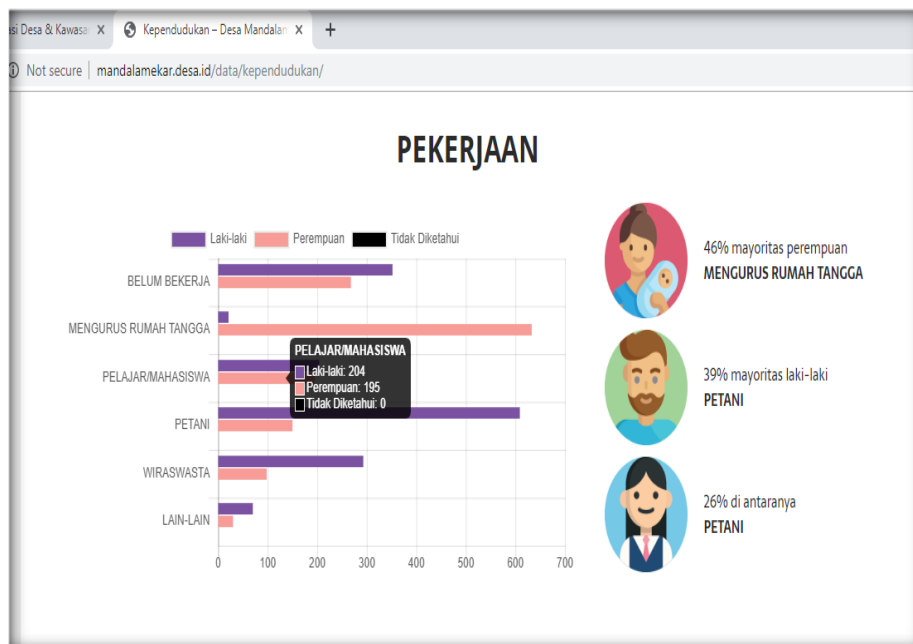 si Desa & Kawasa
Kependudukan – Desa Mandalam
Not secure | mandalamekar.desa.id/data/kependudukan/
PEKERJAAN
Laki-laki Perempuan Tidak Diketahui
BELUM BEKERJA
MENGURUS RUMAH TANGGA
PELAJAR/MAHASISWA
PETANI
WIRASWASTA
LAIN-LAIN
PELAJAR/MAHASISWA
Laki-laki: 204
Perempuan: 195
Tidak Diketahui: 0
0 100 200 300 400 500 600 700
46% mayoritas perempuan
MENGURUS RUMAH TANGGA
39% mayoritas laki-laki
PETANI
26% di antaranya
PETANI